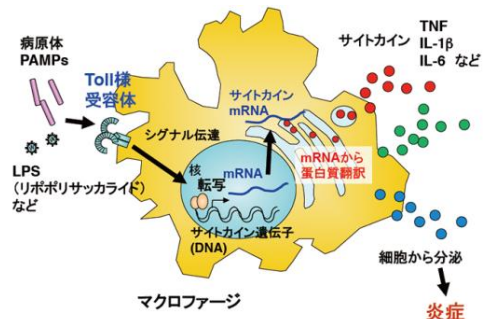 病原体
PAMPs
Toll様
受容体
LPS
（リポポリサッカライド）
など
シグナル伝達
核
転写
mRNA
サイトカイン遺伝子
(DNA)
サイトカイン
mRNA
mRNAから
蛋白質翻訳
マクロファージ
サイトカイン
TNF
IL-1β
IL-6 など
細胞から分泌
炎症